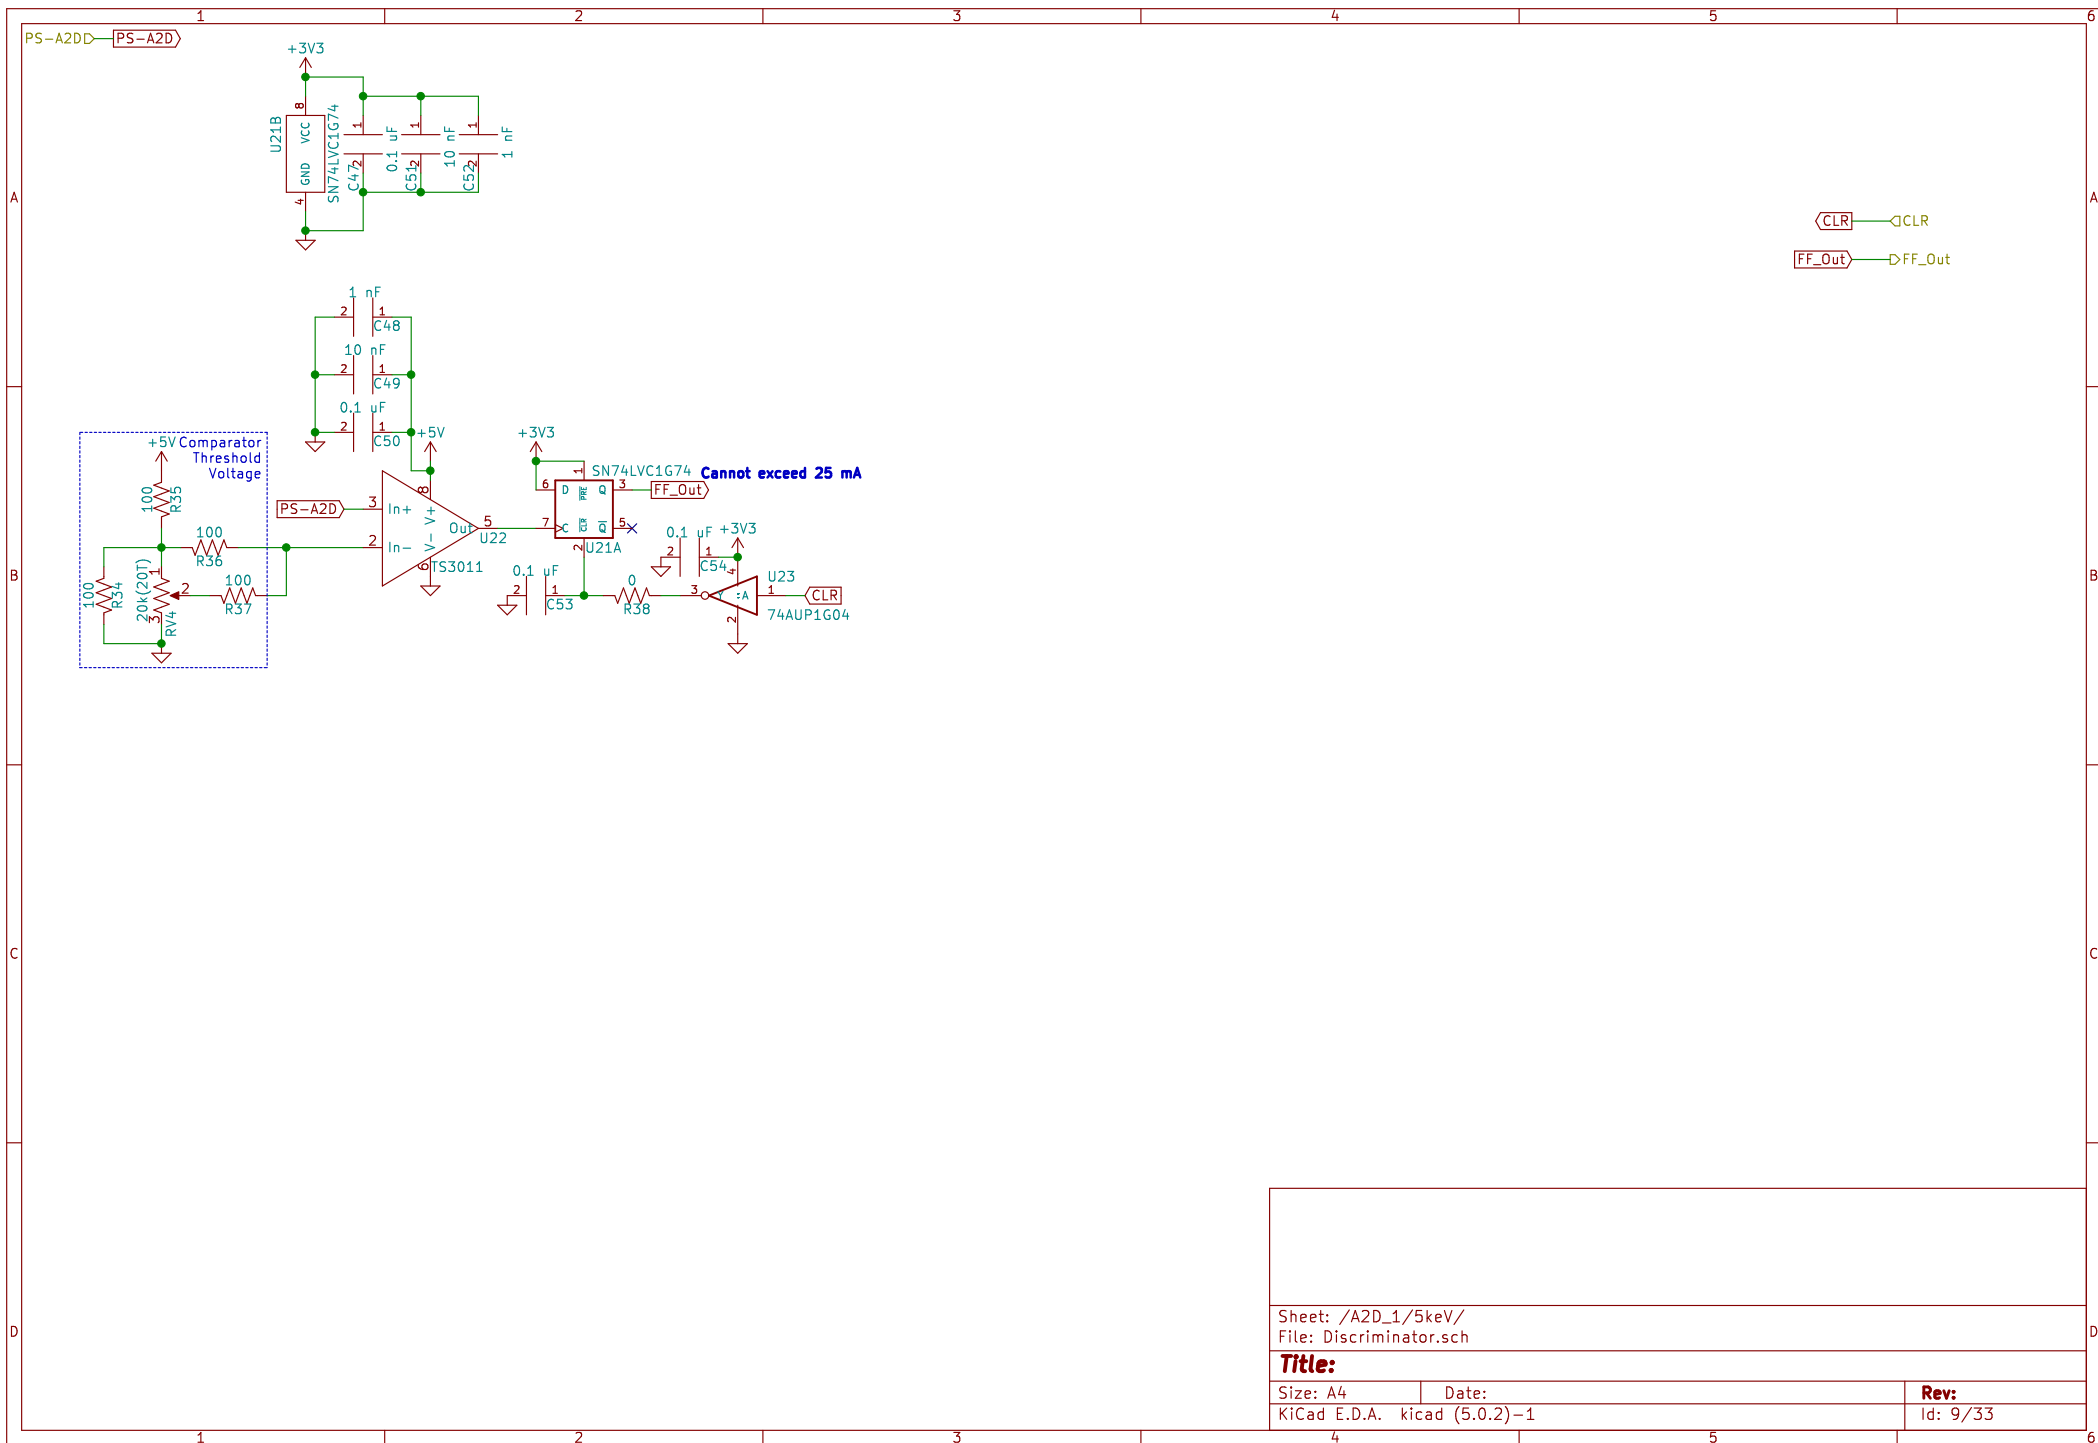 1 2 3 4 5 6
PS-A2D PS-A2D
+3V3
8
U21B
VCC
GND
SN74LVC1G74
4
1
2
C47
0.1 uF
1
2
C51
10 nF
1
2
C52
1 nF
A A
CLR CLR
FF_Out FF_Out
1 nF
2 1
C48
10 nF
2 1
C49
0.1 uF
2 1
C50
+5V
+5V
Comparator
Threshold
Voltage
100
R35
100
R36
100
R34
20k(20T)
1
2
3
RV4
100
R37
PS-A2D
3 In+
2 In-
8 V+
V- 6
Out 5
U22
TS3011
+3V3
SN74LVC1G74
Cannot exceed 25 mA
1
6 D PRE Q 3
FF_Out
7 C CLR Q 5
2
U21A
0.1 uF
2 1
C53
0
R38
0.1 uF
+3V3
2 1
C54
4
U23
3 Y A 1
CLR
2
74AUP1G04
B B
C C
D D
Sheet: /A2D_1/5keV/
File: Discriminator.sch
Title:
Size: A4 Date: Rev:
KiCad E.D.A. kicad (5.0.2)-1 Id: 9/33
1 2 3 4 5 6